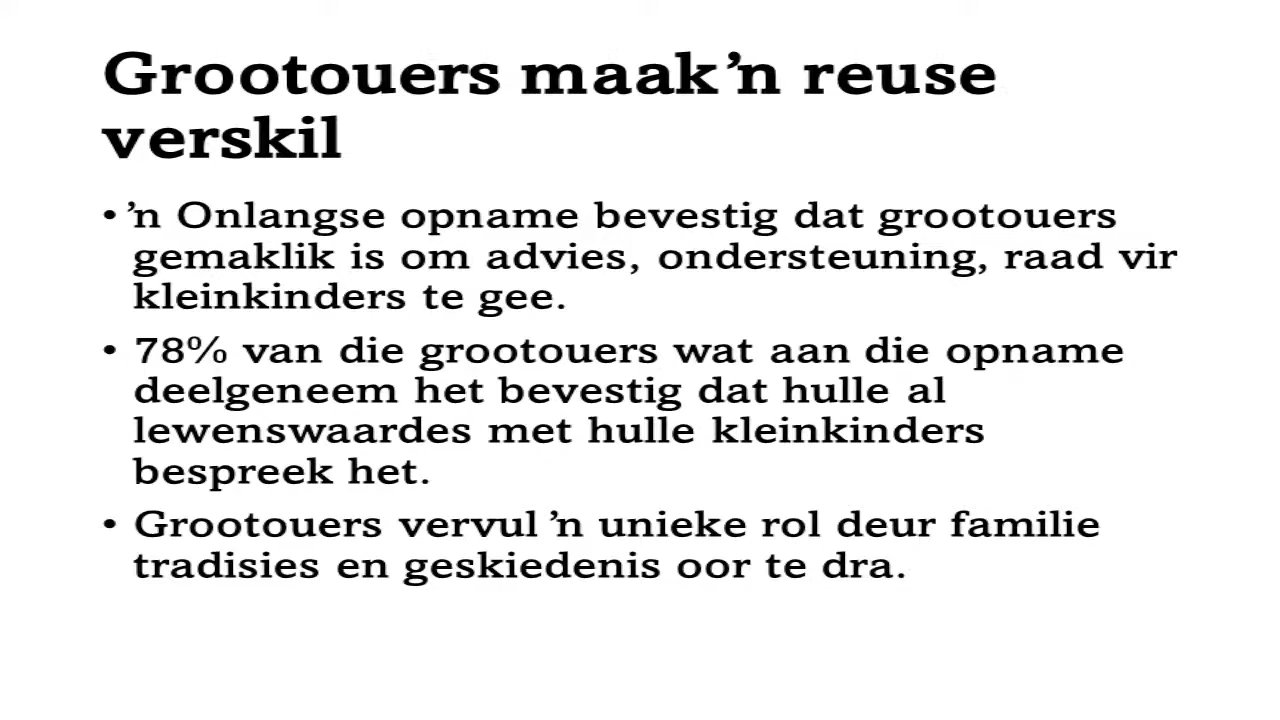 Grootouers maak ’n reuse
verskil
• ’n Onlangse opname bevestig dat grootouers
gemaklik is om advies, ondersteuning, raad vir
kleinkinders te gee.
• 78% van die grootouers wat aan die opname
deelgeneem het bevestig dat hulle al
lewenswaardes met hulle kleinkinders
bespreek het.
• Grootouers vervul ’n unieke rol deur familie
tradisies en geskiedenis oor te dra.